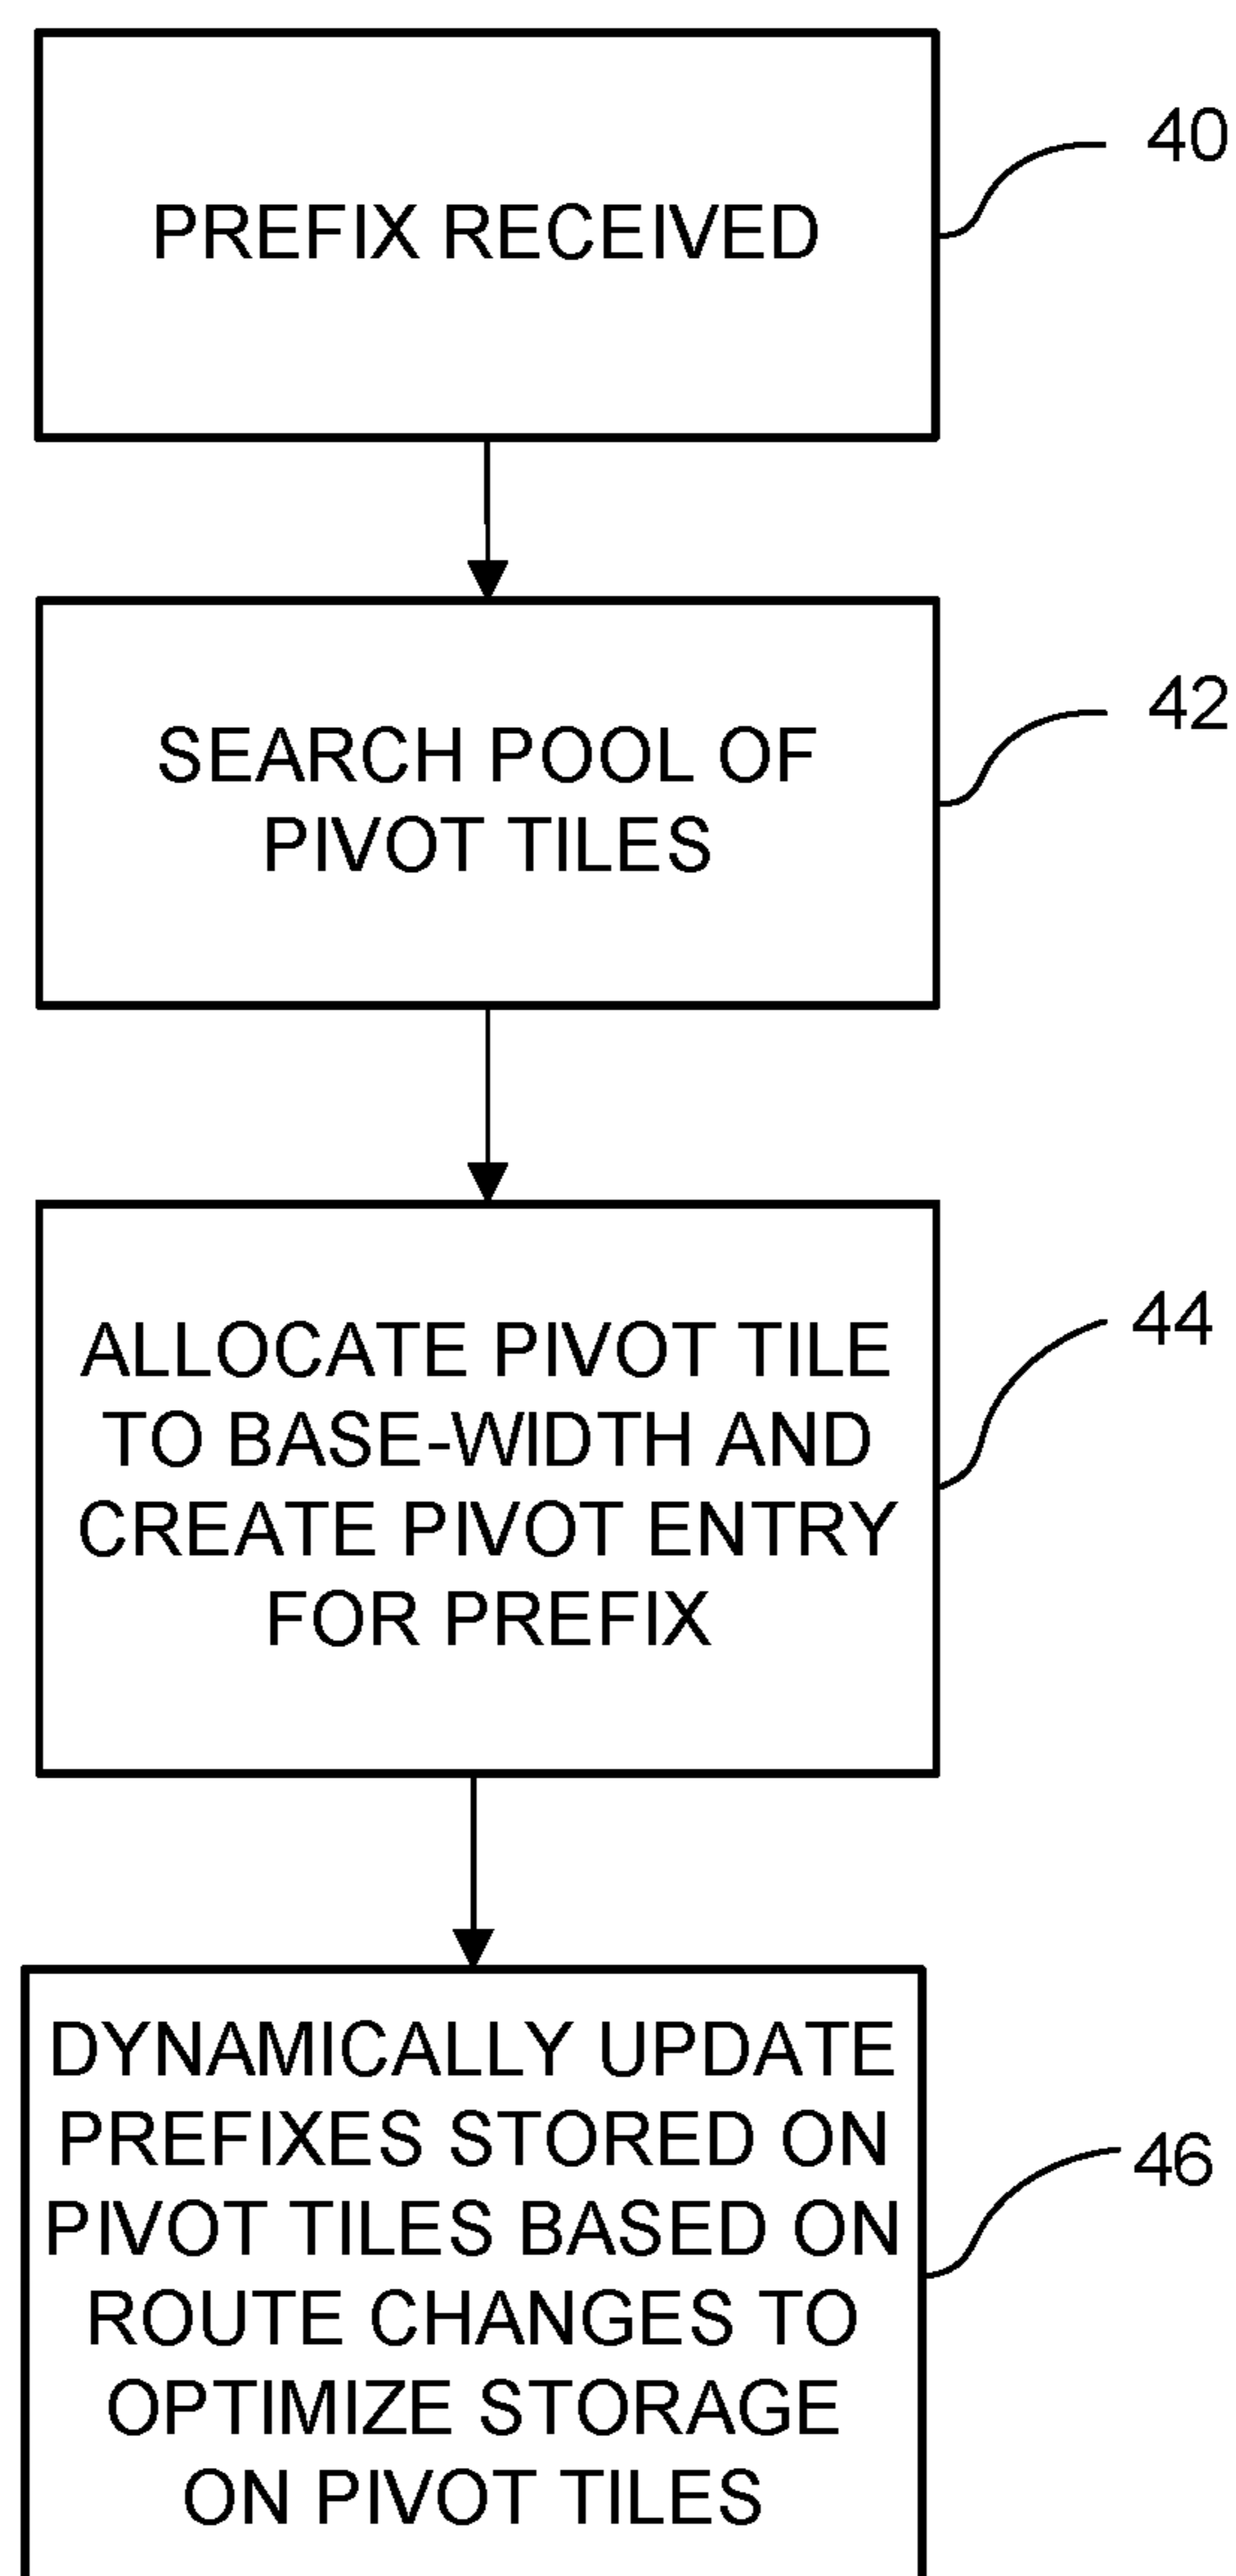 PREFIX RECEIVED
40
SEARCH POOL OF
PIVOT TILES
42
ALLOCATE PIVOT TILE
TO BASE-WIDTH AND
CREATE PIVOT ENTRY
FOR PREFIX
44
DYNAMICALLY UPDATE
PREFIXES STORED ON
PIVOT TILES BASED ON
ROUTE CHANGES TO
OPTIMIZE STORAGE
ON PIVOT TILES
46